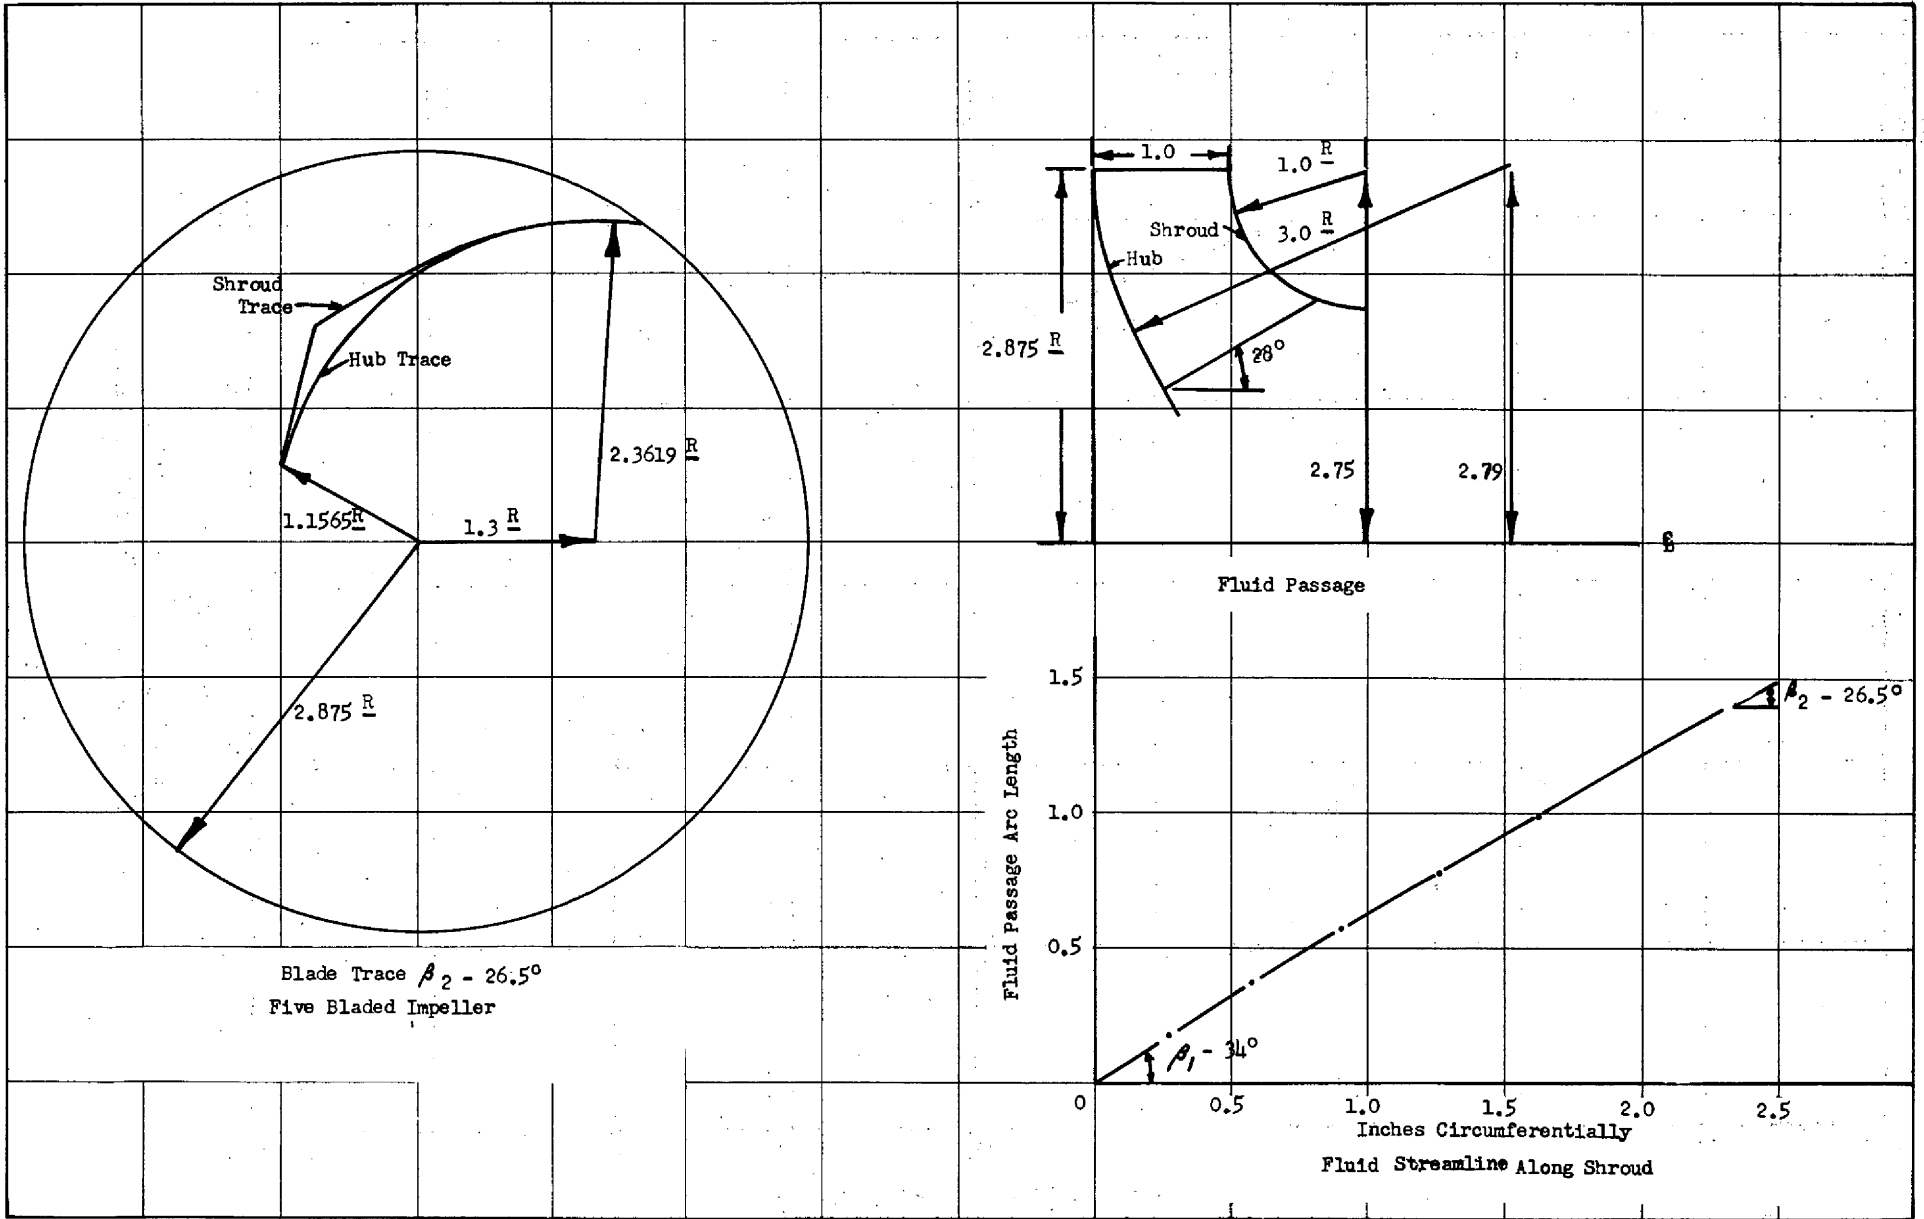 Shroud
Trace
Hub Trace
2.3619 R
1.1565R
1.3 R
2.875 R
Blade Trace β2 - 26.5°
Five Bladed Impeller
1.0
1.0 R
Shroud
3.0 R
Hub
2.875 R
28°
2.75
2.79
℄
Fluid Passage
1.5
1.0
0.5
Fluid Passage Arc Length
β2 - 26.5°
β1 - 34°
0 0.5 1.0 1.5 2.0 2.5
Inches Circumferentially
Fluid Streamline Along Shroud